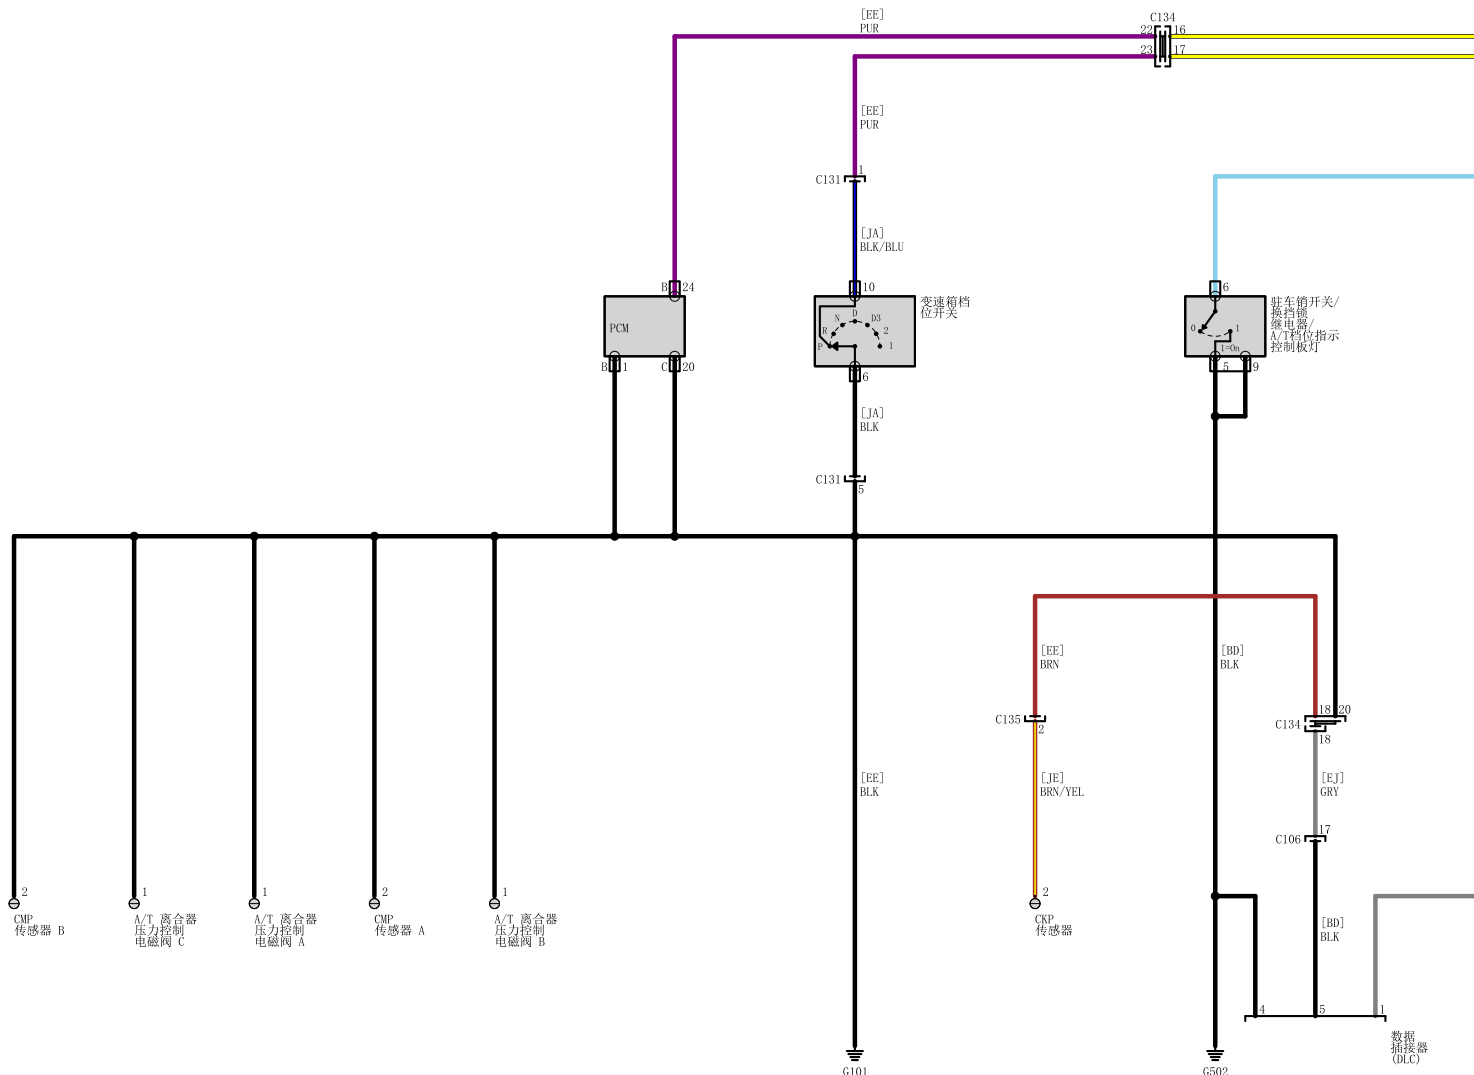 [EE]
PUR
C134
22
16
23
17
[EE]
PUR
1
C131
[JA]
BLK/BLU
B
24
10
6
PCM
变速箱档
位开关
N
D
D3
R
2
P
1
驻车销开关/
换挡锁
继电器/
A/T档位指示
控制板灯
0
1
1=On
B
1
C
20
6
5
9
[JA]
BLK
C131
5
[EE]
BRN
[BD]
BLK
18
20
C135
2
C134
18
[EE]
BLK
[JE]
BRN/YEL
[EJ]
GRY
17
C106
2
1
1
2
1
2
CMP
传感器 B
A/T 离合器
压力控制
电磁阀 C
A/T 离合器
压力控制
电磁阀 A
CMP
传感器 A
A/T 离合器
压力控制
电磁阀 B
CKP
传感器
[BD]
BLK
4
5
1
数据
插接器
(DLC)
G101
G502